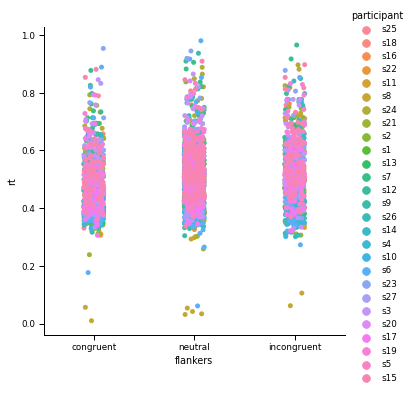 participant
1.0
0.8
0.6
0.4
0.2
0.0
rt
congruent
neutral
incongruent
flankers
s25
s18
s16
s22
s11
s8
s24
s21
s2
s1
s13
s7
s12
s9
s26
s14
s4
s10
s6
s23
s27
s3
s20
s17
s19
s5
s15